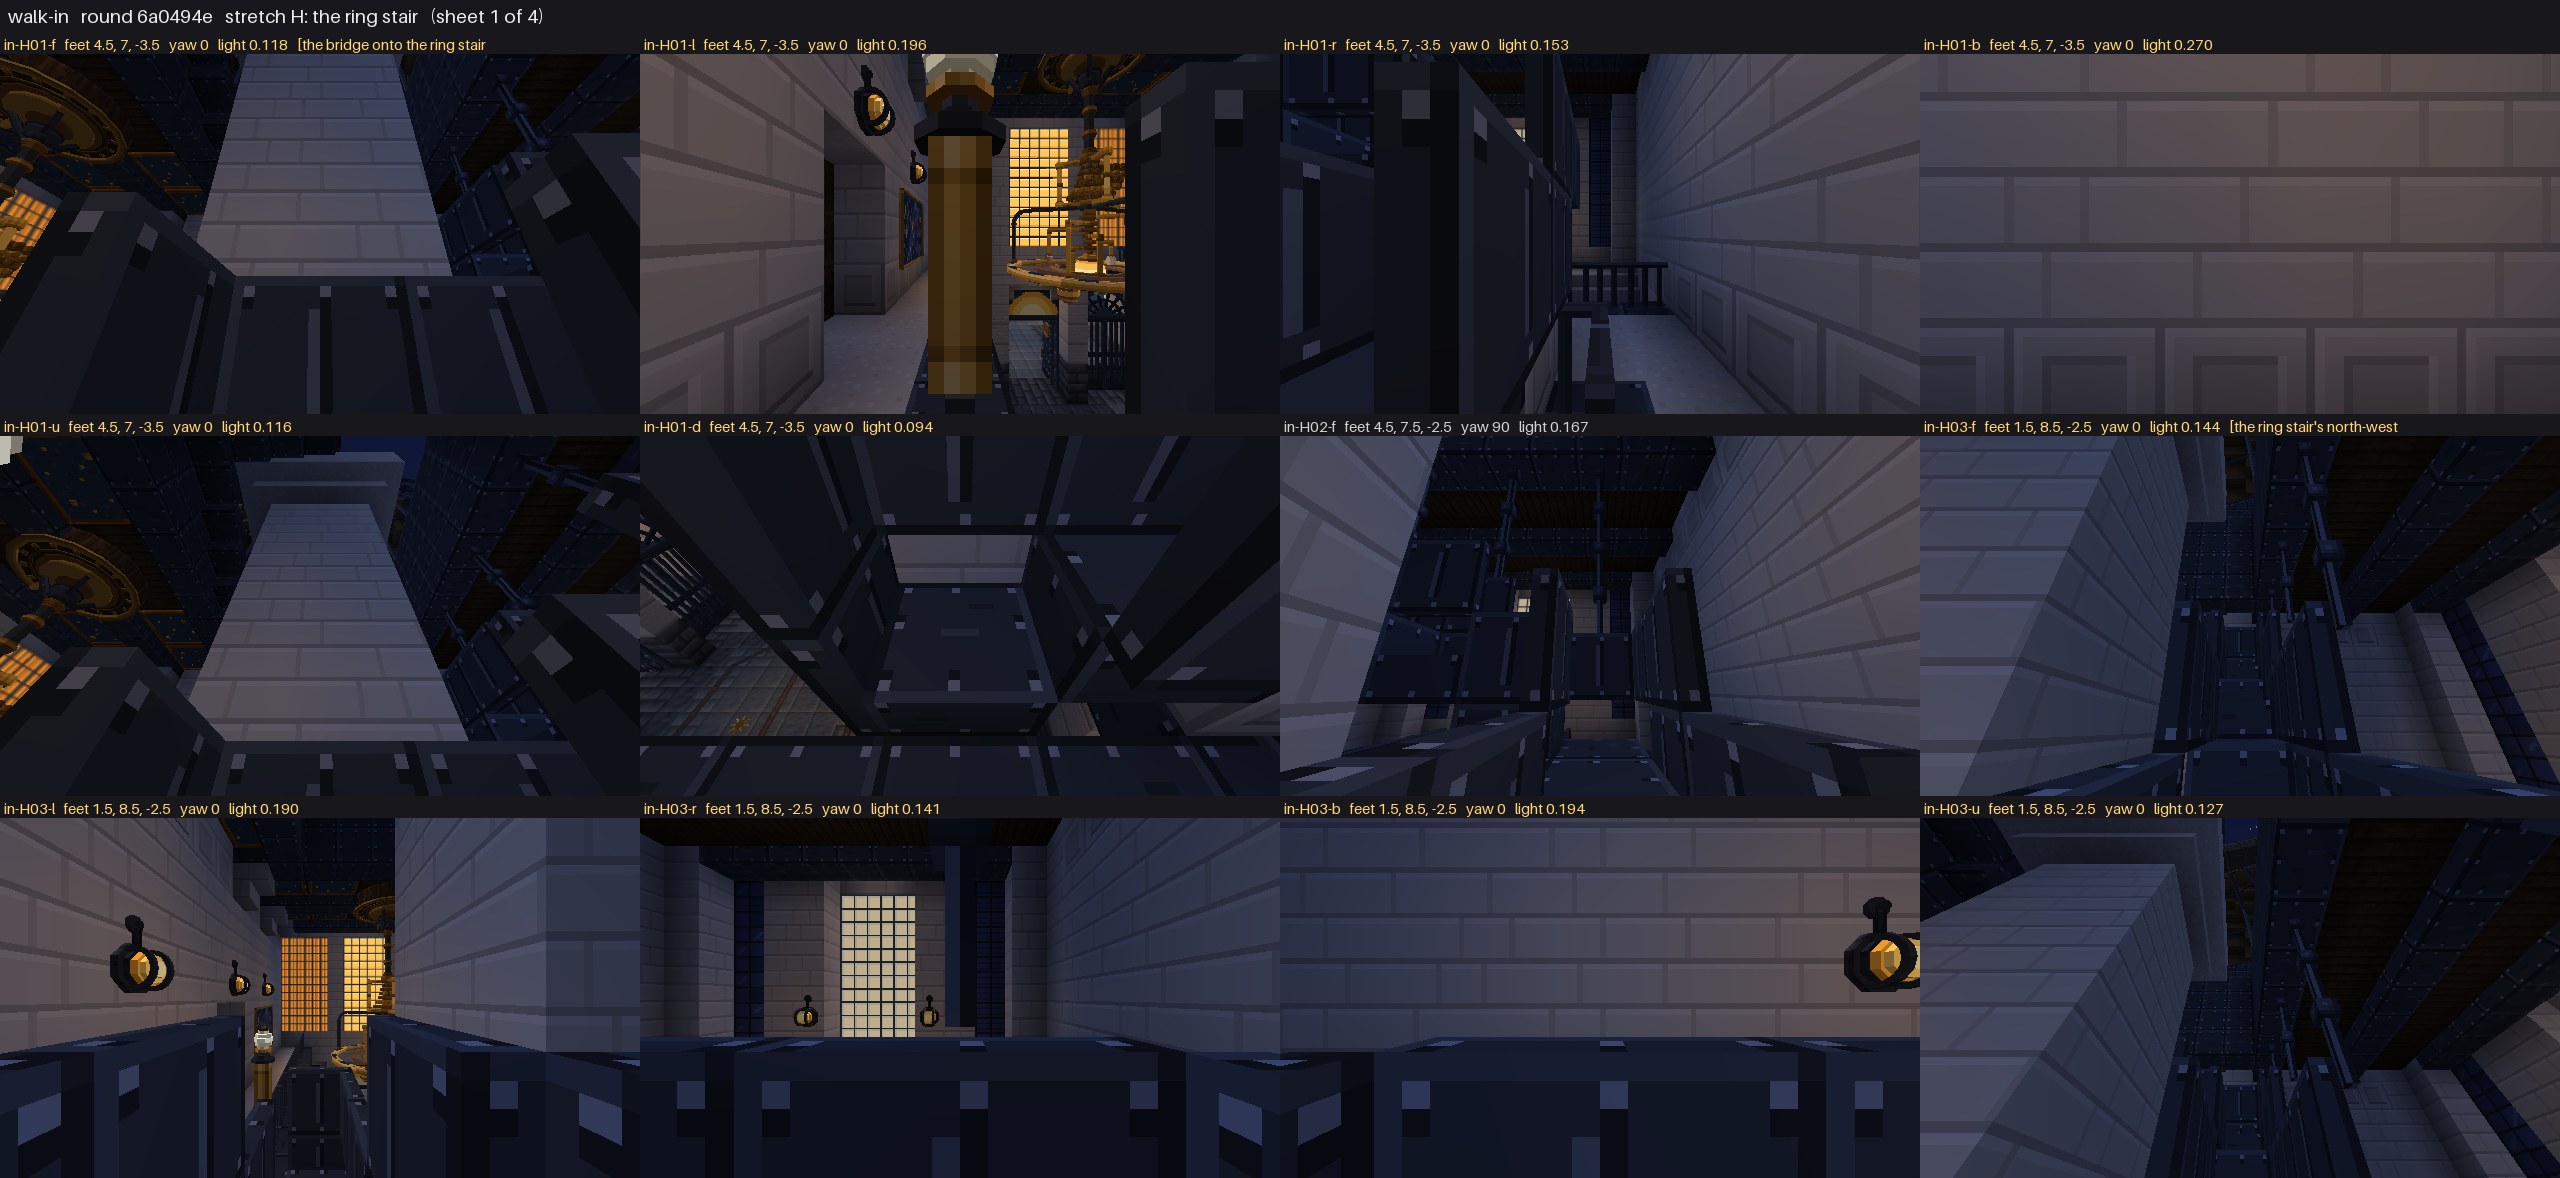 walk-in round 6a0494e stretch H: the ring stair (sheet 1 of 4)
in-H01-f feet 4.5, 7, -3.5 yaw 0 light 0.118 [the bridge onto the ring stair
in-H01-l feet 4.5, 7, -3.5 yaw 0 light 0.196
in-H01-r feet 4.5, 7, -3.5 yaw 0 light 0.153
in-H01-b feet 4.5, 7, -3.5 yaw 0 light 0.270
in-H01-u feet 4.5, 7, -3.5 yaw 0 light 0.116
in-H01-d feet 4.5, 7, -3.5 yaw 0 light 0.094
in-H02-f feet 4.5, 7.5, -2.5 yaw 90 light 0.167
in-H03-f feet 1.5, 8.5, -2.5 yaw 0 light 0.144 [the ring stair's north-west
in-H03-l feet 1.5, 8.5, -2.5 yaw 0 light 0.190
in-H03-r feet 1.5, 8.5, -2.5 yaw 0 light 0.141
in-H03-b feet 1.5, 8.5, -2.5 yaw 0 light 0.194
in-H03-u feet 1.5, 8.5, -2.5 yaw 0 light 0.127